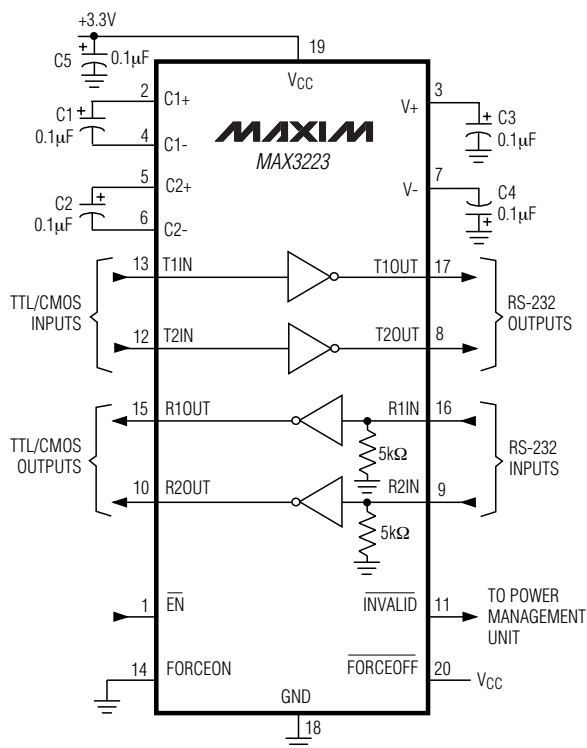 +3.3V
C5
+
0.1µF
19
VCC
2
C1+
C1
+
0.1µF
4
C1-
5
C2+
C2
+
0.1µF
6
C2-
MAXIM
MAX3223
3
V+
+
C3
0.1µF
7
V-
C4
+
0.1µF
TTL/CMOS
INPUTS
13
T1IN
T1OUT
17
12
T2IN
T2OUT
8
RS-232
OUTPUTS
TTL/CMOS
OUTPUTS
15
R1OUT
R1IN
16
5kΩ
10
R2OUT
R2IN
9
5kΩ
RS-232
INPUTS
1
EN
INVALID
11
TO POWER
MANAGEMENT
UNIT
14
FORCEON
FORCEOFF
20
VCC
GND
18